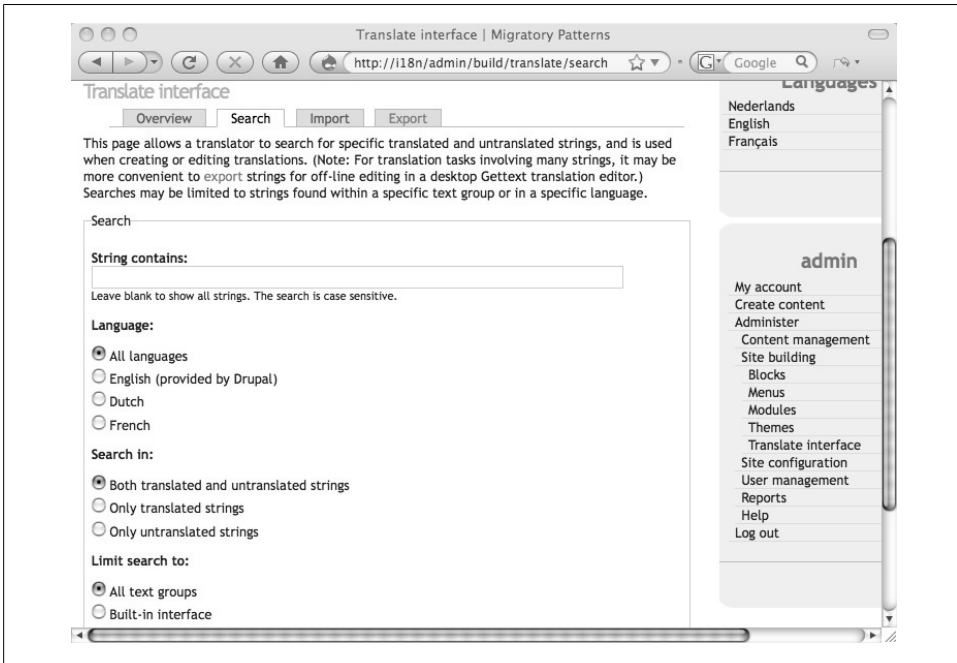 Translate interface | Migratory Patterns
http://i18n/admin/build/translate/search
G
Google
Translate interface
Overview
Search
Import
Export
This page allows a translator to search for specific translated and untranslated strings, and is used
when creating or editing translations. (Note: For translation tasks involving many strings, it may be
more convenient to export strings for off-line editing in a desktop Gettext translation editor.)
Searches may be limited to strings found within a specific text group or in a specific language.
Search
String contains:
Leave blank to show all strings. The search is case sensitive.
Language:
All languages
English (provided by Drupal)
Dutch
French
Search in:
Both translated and untranslated strings
Only translated strings
Only untranslated strings
Limit search to:
All text groups
Built-in interface
Languages
Nederlands
English
Français
admin
My account
Create content
Administer
Content management
Site building
Blocks
Menus
Modules
Themes
Translate interface
Site configuration
User management
Reports
Help
Log out